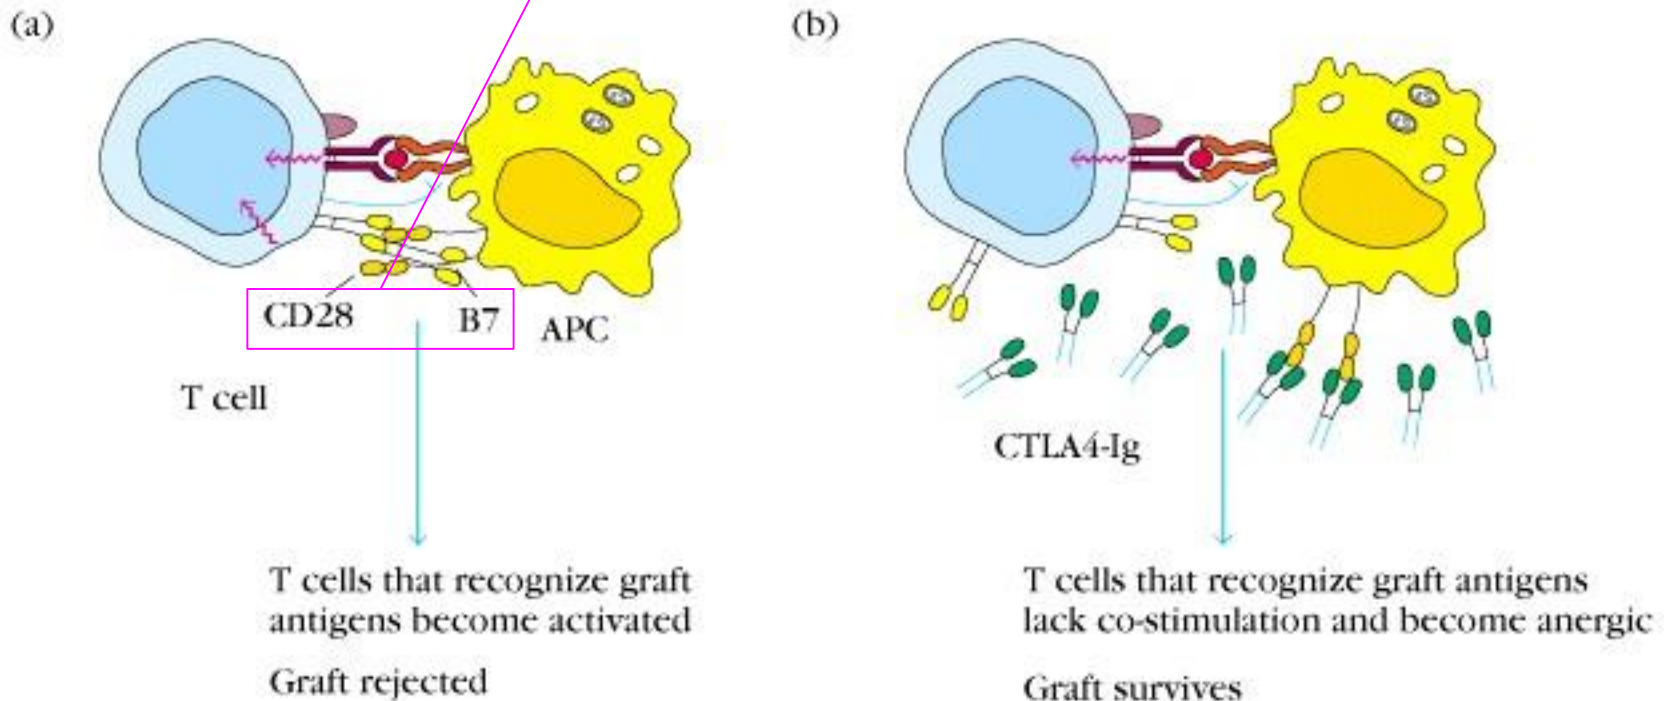 (a)
CD28
B7
APC
T cell
T cells that recognize graft
antigens become activated
Graft rejected
(b)
CTLA4-Ig
T cells that recognize graft antigens
lack co-stimulation and become anergic
Graft survives